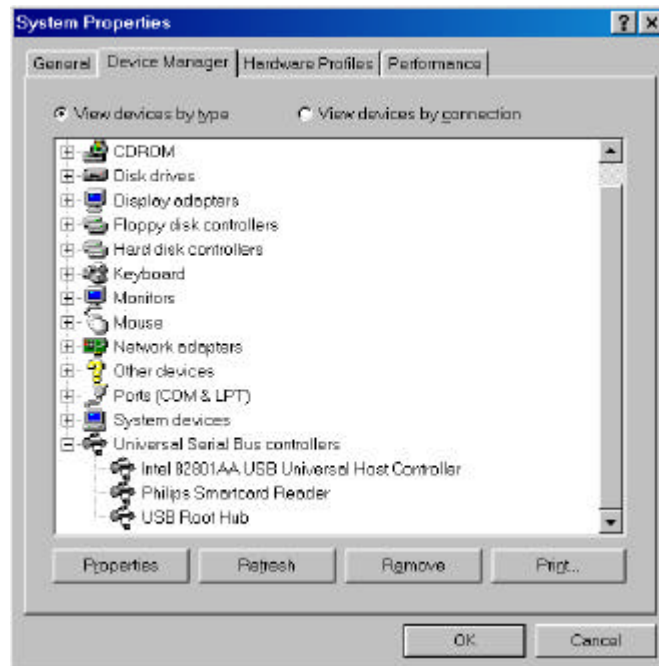 System Properties
General Device Manager Hardware Profiles Performance
View devices by type View devices by connection
CDROM
Disk drives
Display adapters
Floppy disk controllers
Hard disk controllers
Keyboard
Monitors
Mouse
Network adapters
Other devices
Ports (COM & LPT)
System devices
Universal Serial Bus controllers
Intel 82801AA USB Universal Host Controller
Philips Smartcard Reader
USB Root Hub
Properties Refresh Remove Print...
OK Cancel